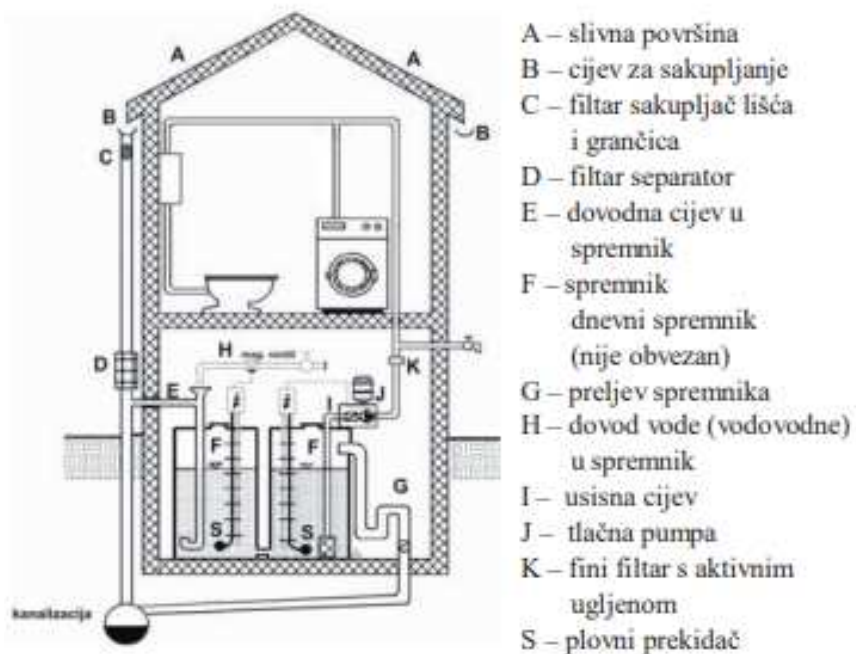 A
A
B
B
C
D
E
H
K
J
I
F
F
G
S
S
kanalizacija
A – slivna površina
B – cijev za sakupljanje
C – filtar sakupljač lišća
i grančica
D – filtar separator
E – dovodna cijev u
spremnik
F – spremnik
dnevni spremnik
(nije obvezan)
G – preljev spremnika
H – dovod vode (vodovodne)
u spremnik
I – usisna cijev
J – tlačna pumpa
K – fini filtar s aktivnim
ugljenom
S – plovni prekidač